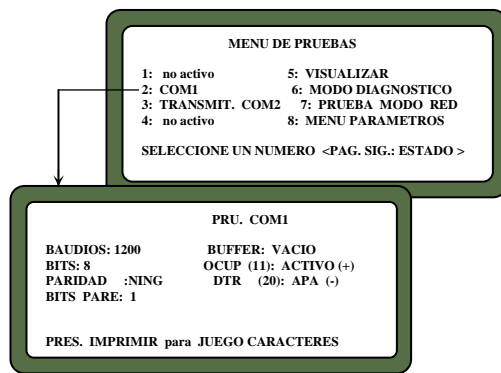 MENU DE PRUEBAS
1: no activo 5: VISUALIZAR
2: COM1 6: MODO DIAGNOSTICO
3: TRANSMIT. COM2 7: PRUEBA MODO RED
4: no activo 8: MENU PARAMETROS
SELECCIONE UN NUMERO <PAG. SIG.: ESTADO >
PRU. COM1
BAUDIOS: 1200 BUFFER: VACIO
BITS: 8 OCUP (11): ACTIVO (+)
PARIDAD :NING DTR (20): APA (-)
BITS PARE: 1
PRES. IMPRIMIR para JUEGO CARACTERES